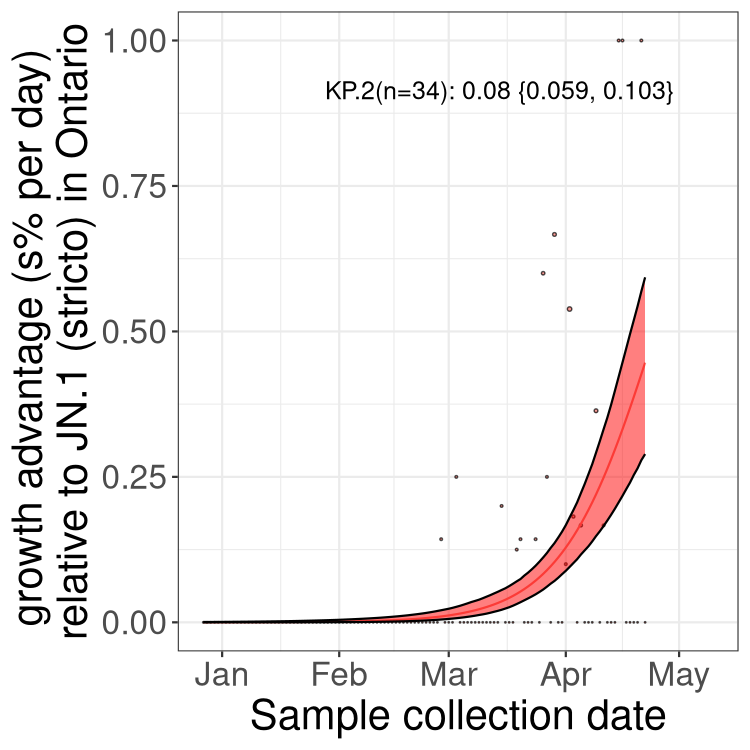 growth advantage (s% per day)
relative to JN.1 (stricto) in Ontario
1.00
0.75
0.50
0.25
0.00
KP.2(n=34): 0.08 {0.059, 0.103}
Jan Feb Mar Apr May
Sample collection date